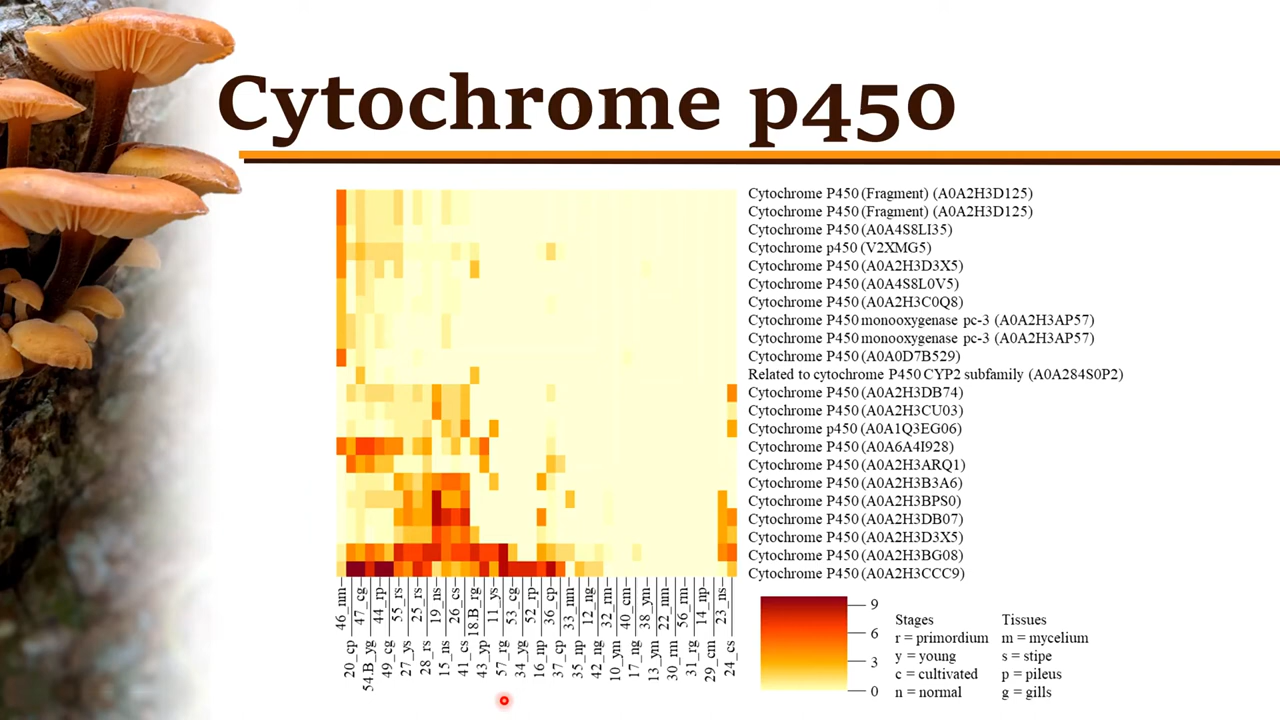 Cytochrome p450
Cytochrome P450 (Fragment) (A0A2H3D125)
Cytochrome P450 (Fragment) (A0A2H3D125)
Cytochrome P450 (A0A4S8LI35)
Cytochrome p450 (V2XMG5)
Cytochrome P450 (A0A2H3D3X5)
Cytochrome P450 (A0A4S8L0V5)
Cytochrome P450 (A0A2H3C0Q8)
Cytochrome P450 monooxygenase pc-3 (A0A2H3AP57)
Cytochrome P450 monooxygenase pc-3 (A0A2H3AP57)
Cytochrome P450 (A0A0D7B529)
Related to cytochrome P450 CYP2 subfamily (A0A284S0P2)
Cytochrome P450 (A0A2H3DB74)
Cytochrome P450 (A0A2H3CU03)
Cytochrome p450 (A0A1Q3EG06)
Cytochrome P450 (A0A6A4I928)
Cytochrome P450 (A0A2H3ARQ1)
Cytochrome P450 (A0A2H3B3A6)
Cytochrome P450 (A0A2H3BPS0)
Cytochrome P450 (A0A2H3DB07)
Cytochrome P450 (A0A2H3D3X5)
Cytochrome P450 (A0A2H3BG08)
Cytochrome P450 (A0A2H3CCC9)
46_nm
20_cp
47_cg
54.B_yg
44_rp
49_cg
55_rs
27_ys
25_rs
28_rs
19_ns
15_ns
26_cs
41_cs
18.B_rg
43_yp
11_ys
57_rg
53_cg
34_yg
52_rp
16_np
36_cp
37_cp
33_nm
35_np
12_ng
42_ng
32_rm
10_ym
40_cm
17_ng
38_ym
13_ym
22_nm
30_rm
56_rm
31_rg
14_np
29_cm
23_ns
24_cs
9
6
3
0
Stages
r = primordium
y = young
c = cultivated
n = normal
Tissues
m = mycelium
s = stipe
p = pileus
g = gills